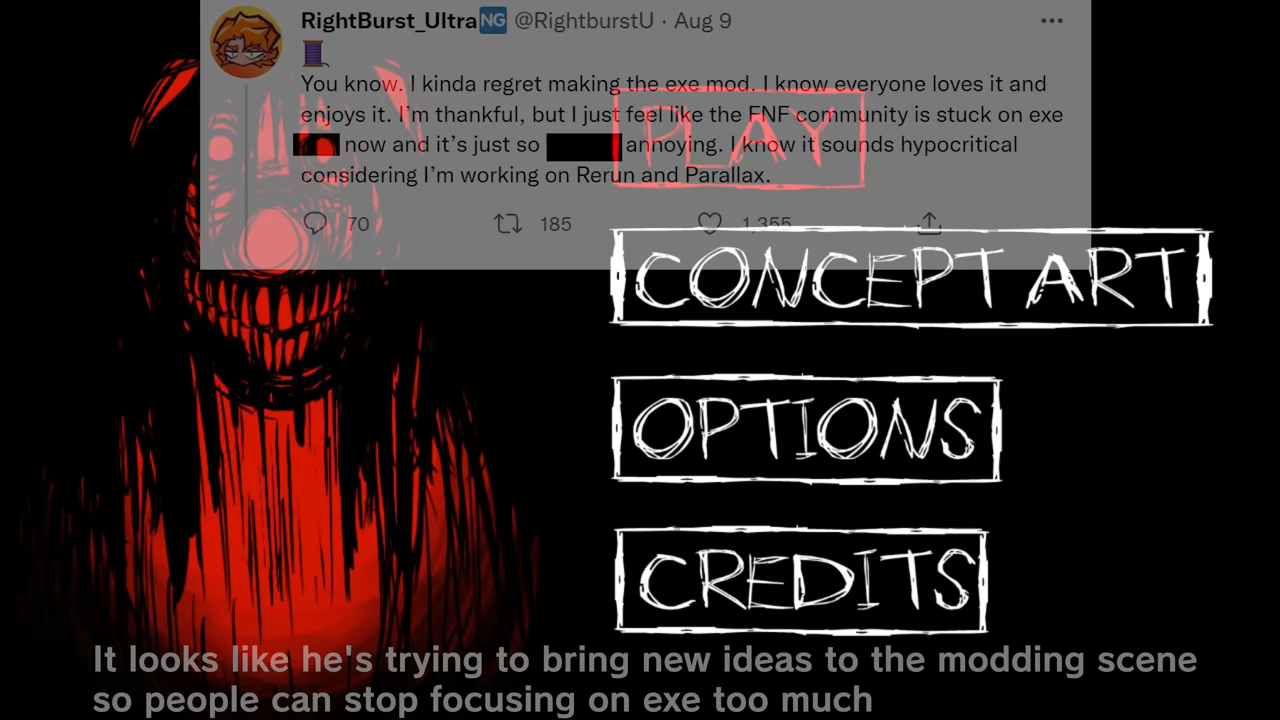 RightBurst_Ultra NG @RightburstU · Aug 9
You know. I kinda regret making the exe mod. I know everyone loves it and
enjoys it. I'm thankful, but I just feel like the FNF community is stuck on exe
now and it's just so annoying. I know it sounds hypocritical
considering I'm working on Rerun and Parallax.
70 185 1,355
PLAY
CONCEPT ART
OPTIONS
CREDITS
It looks like he's trying to bring new ideas to the modding scene
so people can stop focusing on exe too much